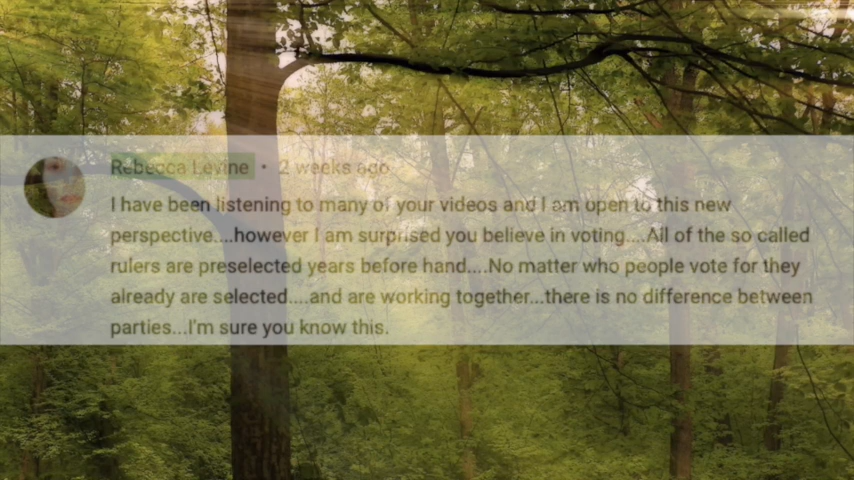 Rebecca Levine • 2 weeks ago
I have been listening to many of your videos and I am open to this new
perspective....however I am surprised you believe in voting....All of the so called
rulers are preselected years before hand....No matter who people vote for they
already are selected....and are working together...there is no difference between
parties...I'm sure you know this.